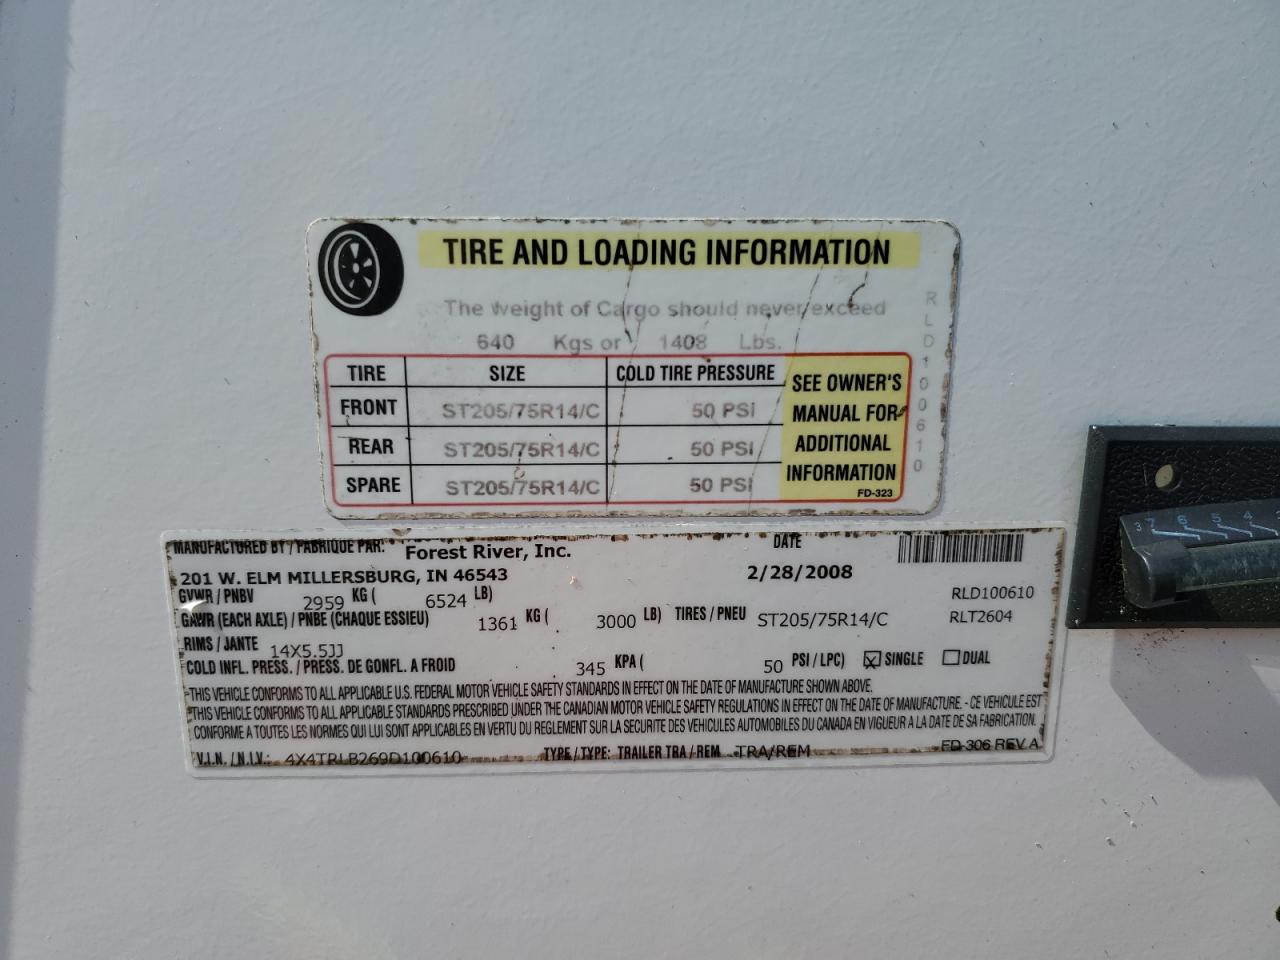 TIRE AND LOADING INFORMATION
The Weight of Cargo should never exceed
640 Kgs or 1408 Lbs.
TIRE SIZE COLD TIRE PRESSURE
FRONT ST205/75R14/C 50 PSI
REAR ST205/75R14/C 50 PSI
SPARE ST205/75R14/C 50 PSI
SEE OWNER'S
MANUAL FOR
ADDITIONAL
INFORMATION
FD-323
RLD100610
MANUFACTURED BY / FABRIQUE PAR: Forest River, Inc. DATE
201 W. ELM MILLERSBURG, IN 46543 2/28/2008
GVWR / PNBV 2959 KG ( 6524 LB) RLD100610
GAWR (EACH AXLE) / PNBE (CHAQUE ESSIEU) 1361 KG ( 3000 LB) TIRES / PNEU ST205/75R14/C RLT2604
RIMS / JANTE 14X5.5JJ
COLD INFL. PRESS. / PRESS. DE GONFL. A FROID 345 KPA ( 50 PSI / LPC) SINGLE DUAL
THIS VEHICLE CONFORMS TO ALL APPLICABLE U.S. FEDERAL MOTOR VEHICLE SAFETY STANDARDS IN EFFECT ON THE DATE OF MANUFACTURE SHOWN ABOVE.
THIS VEHICLE CONFORMS TO ALL APPLICABLE STANDARDS PRESCRIBED UNDER THE CANADIAN MOTOR VEHICLE SAFETY REGULATIONS IN EFFECT ON THE DATE OF MANUFACTURE. - CE VEHICULE EST
CONFORME A TOUTES LES NORMES QUI LUI SONT APPLICABLES EN VERTU DU REGLEMENT SUR LA SECURITE DES VEHICULES AUTOMOBILES DU CANADA EN VIGUEUR A LA DATE DE SA FABRICATION.
V.I.N. / N.I.V.: 4X4TRLB269D100610 TYPE / TYPE: TRAILER TRA / REM TRA/REM FD-306 REV A
7 6 5 4